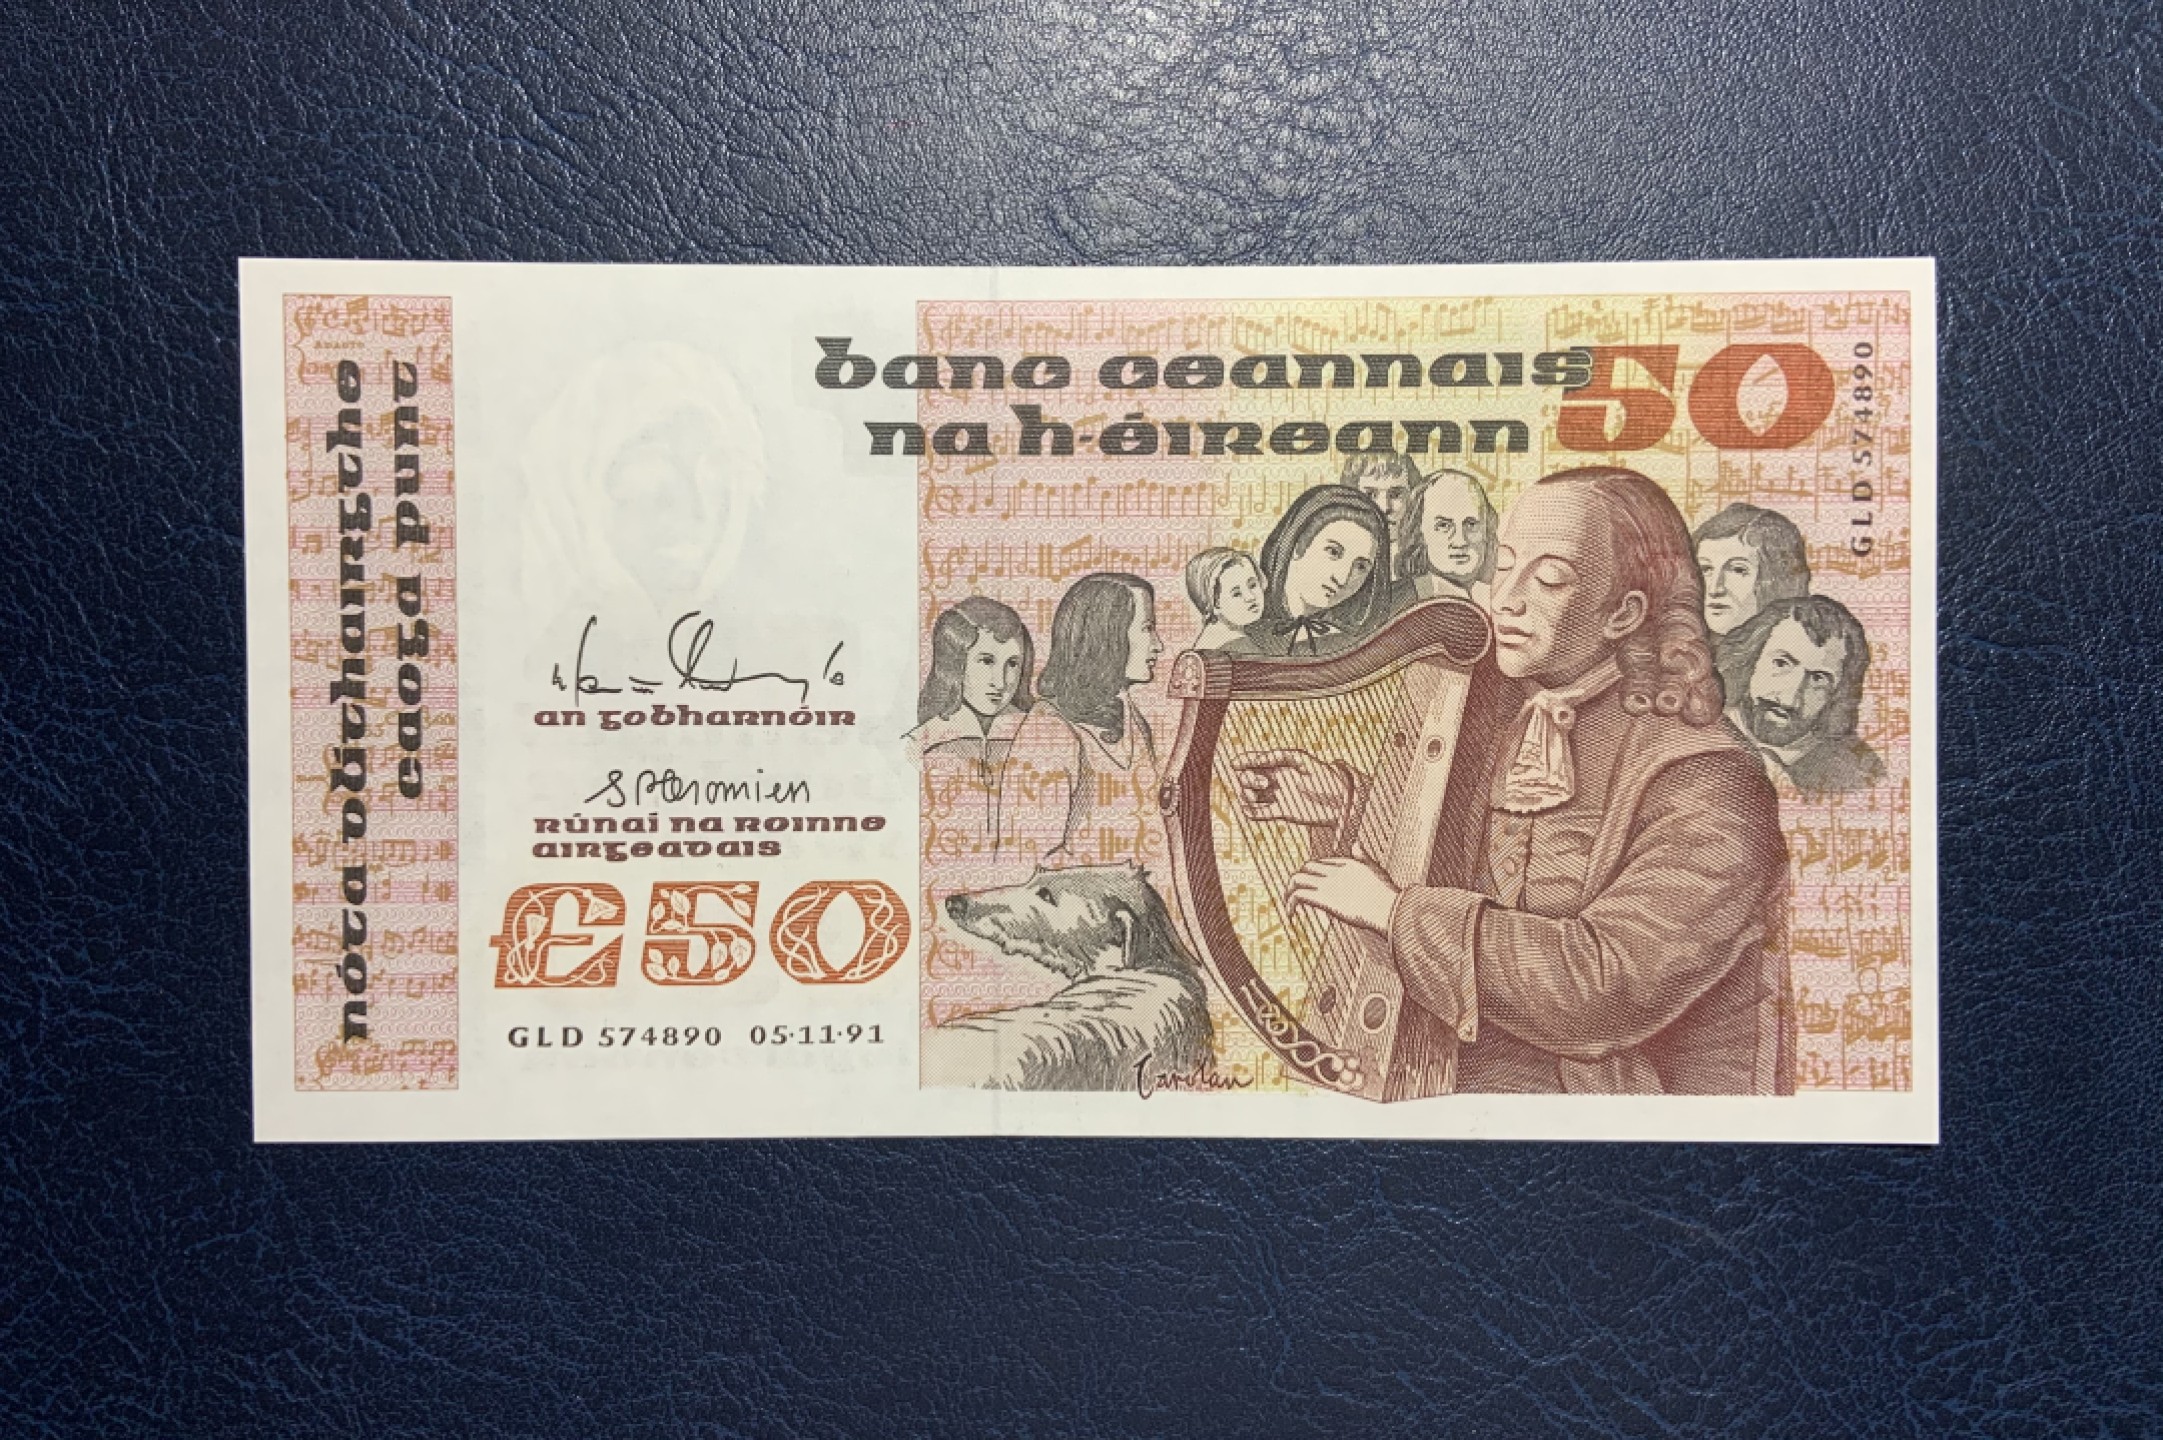 banc ceannais
na h-éireann
50
GLD 574890
nóta dlíthairgthe
caoga punt
an gobharnóir
S P Cromien
rúnaí na roinne
airgeadais
£50
GLD 574890 05·11·91
Carolan